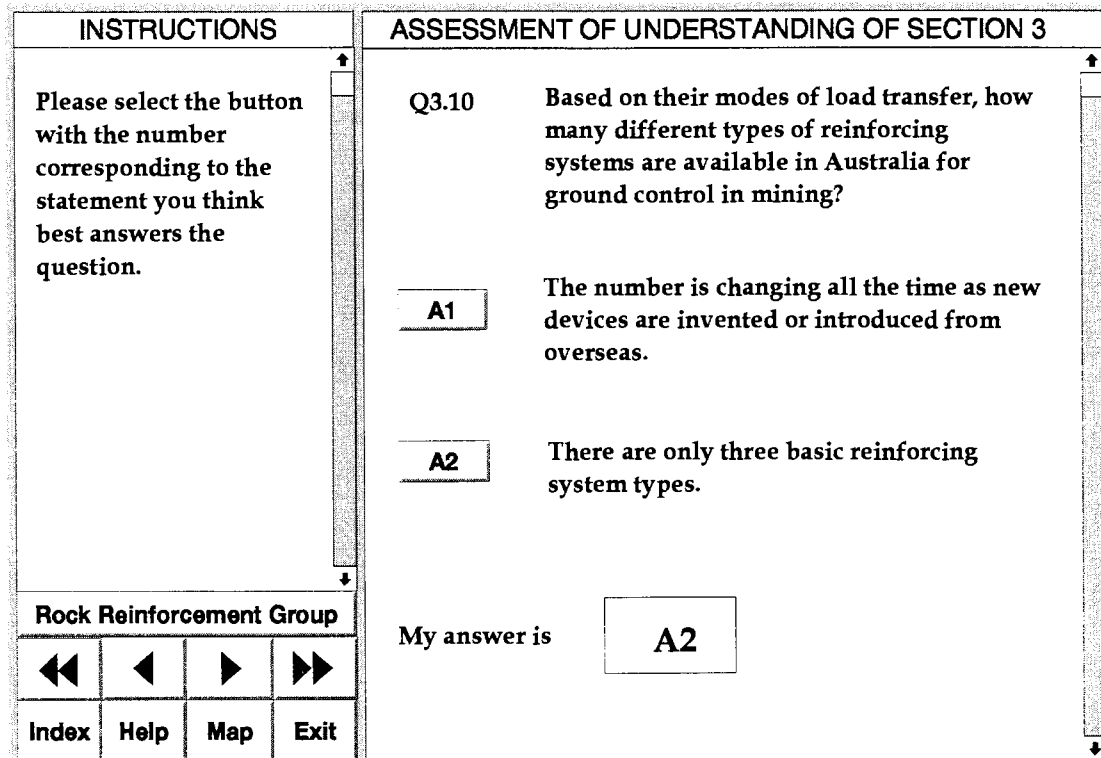 INSTRUCTIONS
Please select the button
with the number
corresponding to the
statement you think
best answers the
question.
Rock Reinforcement Group
Index
Help
Map
Exit
ASSESSMENT OF UNDERSTANDING OF SECTION 3
Q3.10
Based on their modes of load transfer, how
many different types of reinforcing
systems are available in Australia for
ground control in mining?
A1
The number is changing all the time as new
devices are invented or introduced from
overseas.
A2
There are only three basic reinforcing
system types.
My answer is
A2